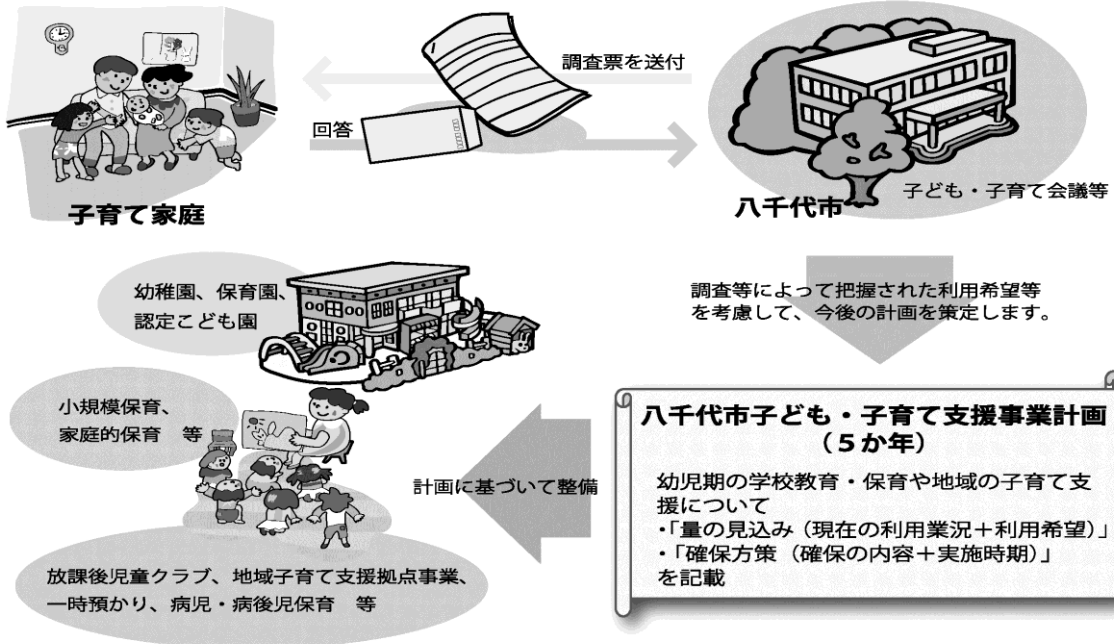 調査票を送付
回答
子育て家庭
八千代市
子ども・子育て会議等
調査等によって把握された利用希望等
を考慮して、今後の計画を策定します。
八千代市子ども・子育て支援事業計画
（５か年）
幼児期の学校教育・保育や地域の子育て支
援について
・「量の見込み（現在の利用業況＋利用希望）」
・「確保方策（確保の内容＋実施時期）」
を記載
計画に基づいて整備
幼稚園、保育園、
認定こども園
小規模保育、
家庭的保育　等
放課後児童クラブ、地域子育て支援拠点事業、
一時預かり、病児・病後児保育　等